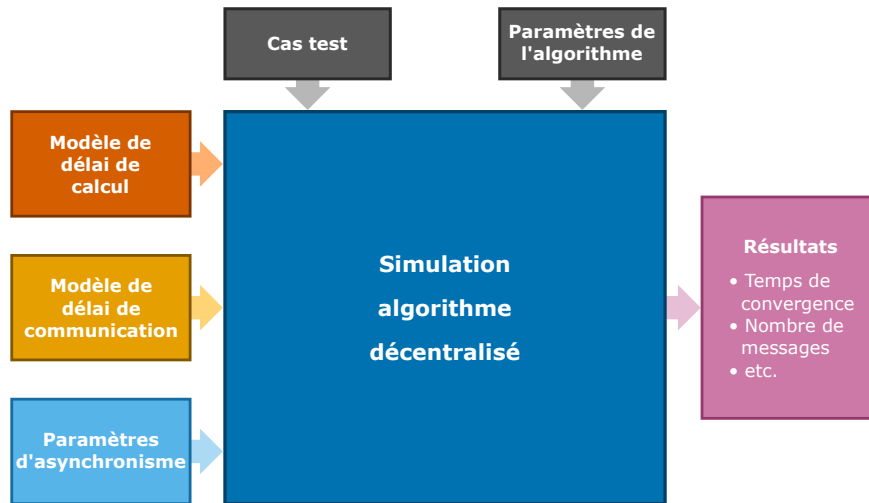 Cas test
Paramètres de
l'algorithme
Modèle de
délai de
calcul
Modèle de
délai de
communication
Paramètres
d'asynchronisme
Simulation
algorithme
décentralisé
Résultats
• Temps de
convergence
• Nombre de
messages
• etc.